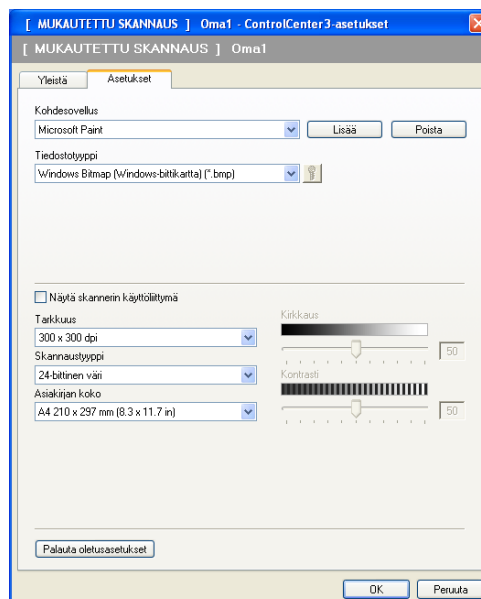 [ MUKAUTETTU SKANNAUS ] Oma1 - ControlCenter3-asetukset
[ MUKAUTETTU SKANNAUS ] Oma1
Yleistä Asetukset
Kohdesovellus
Microsoft Paint Lisää Poista
Tiedostotyyppi
Windows Bitmap (Windows-bittikartta) (*.bmp)
Näytä skannerin käyttöliittymä
Tarkkuus Kirkkaus
300 x 300 dpi
50
Skannaustyyppi
24-bittinen väri Kontrasti
Asiakirjan koko
A4 210 x 297 mm (8.3 x 11.7 in) 50
Palauta oletusasetukset
OK Peruuta